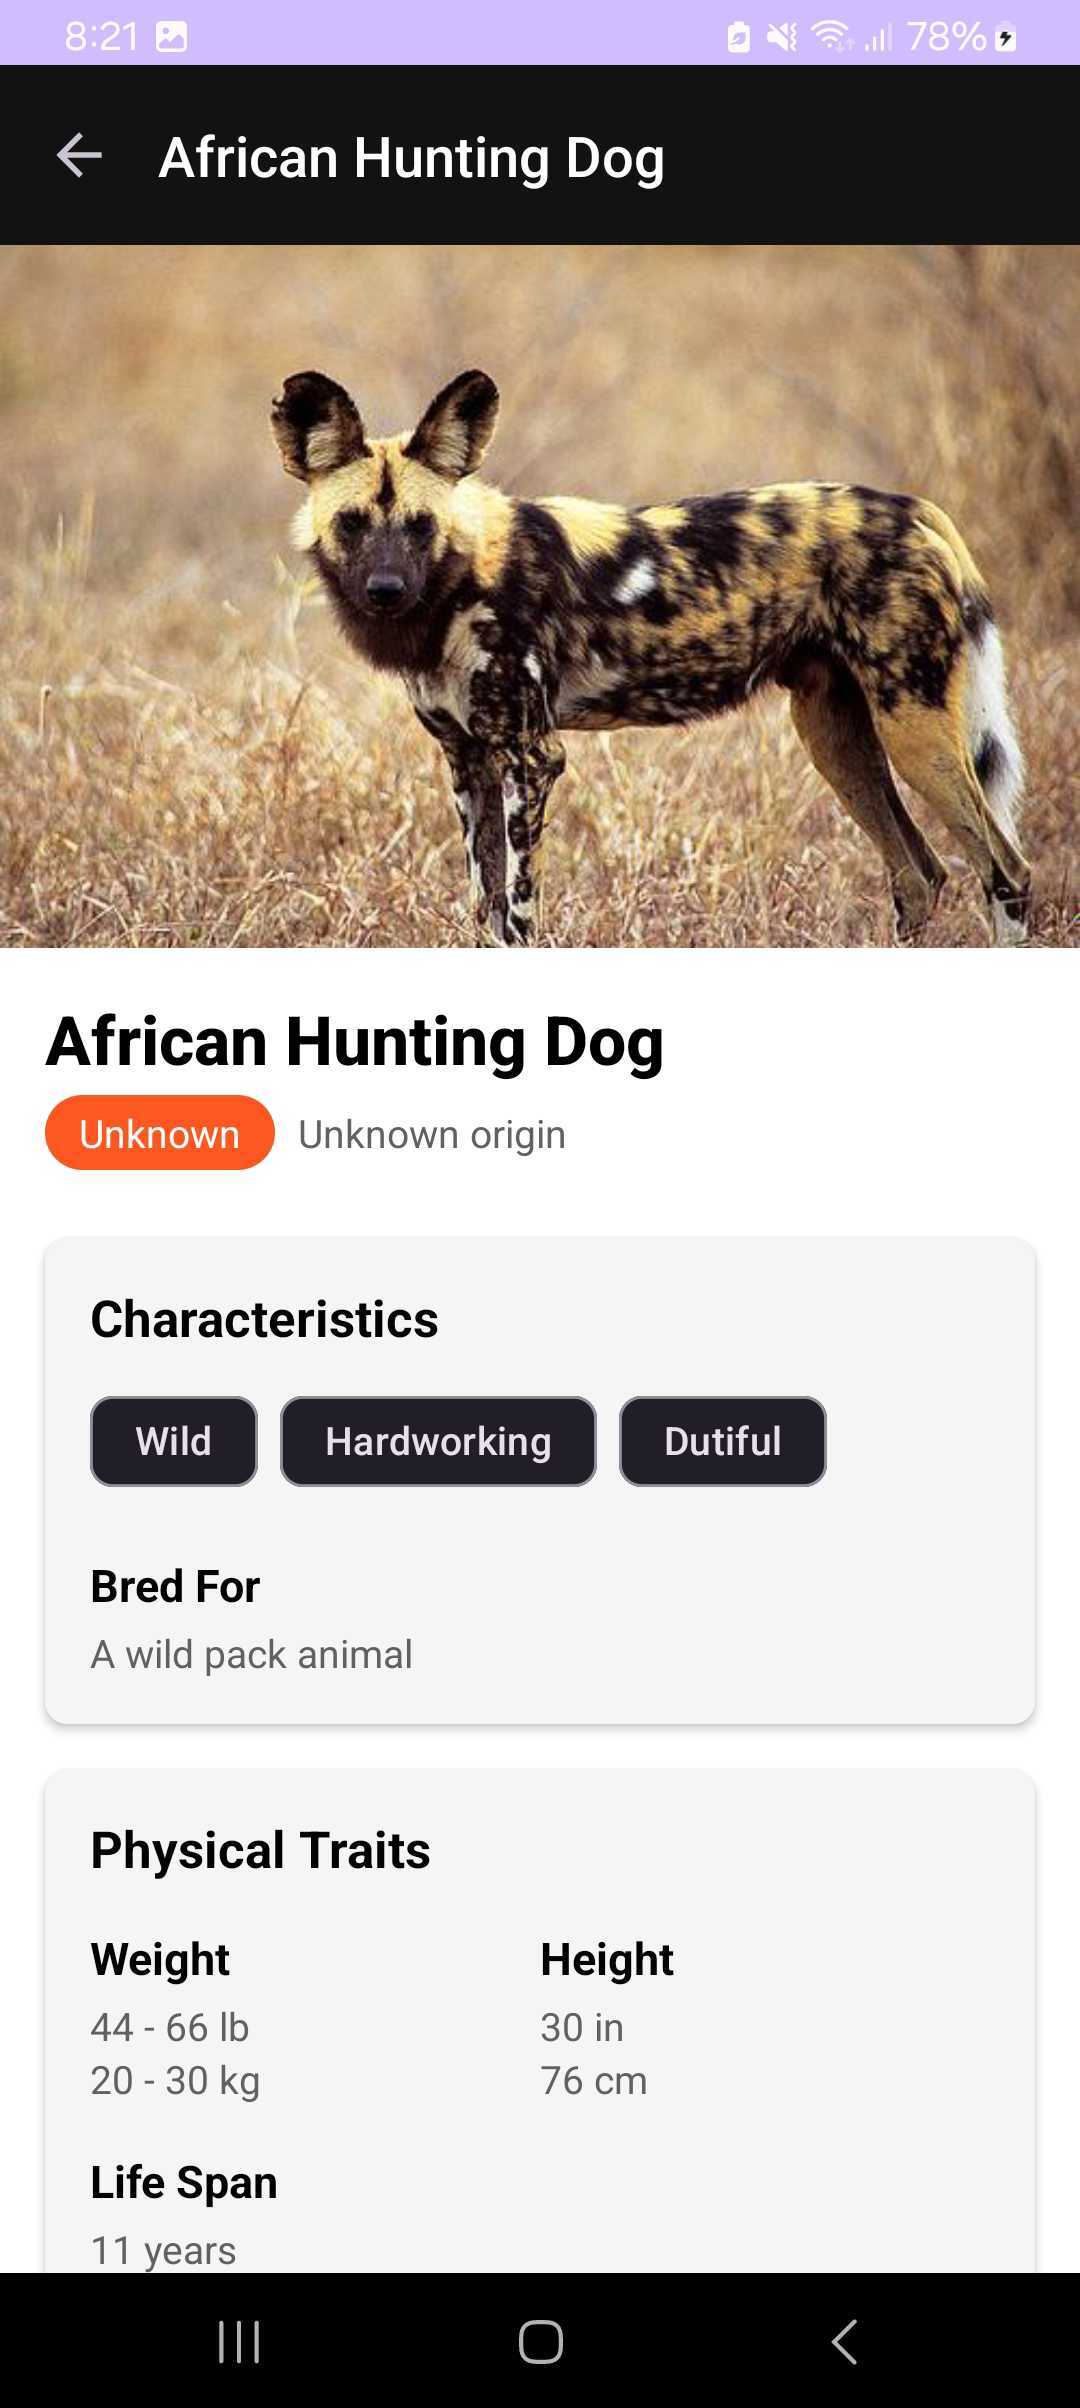 8:21
78%
African Hunting Dog
African Hunting Dog
Unknown
Unknown origin
Characteristics
Wild
Hardworking
Dutiful
Bred For
A wild pack animal
Physical Traits
Weight
Height
44 - 66 lb
30 in
20 - 30 kg
76 cm
Life Span
11 years